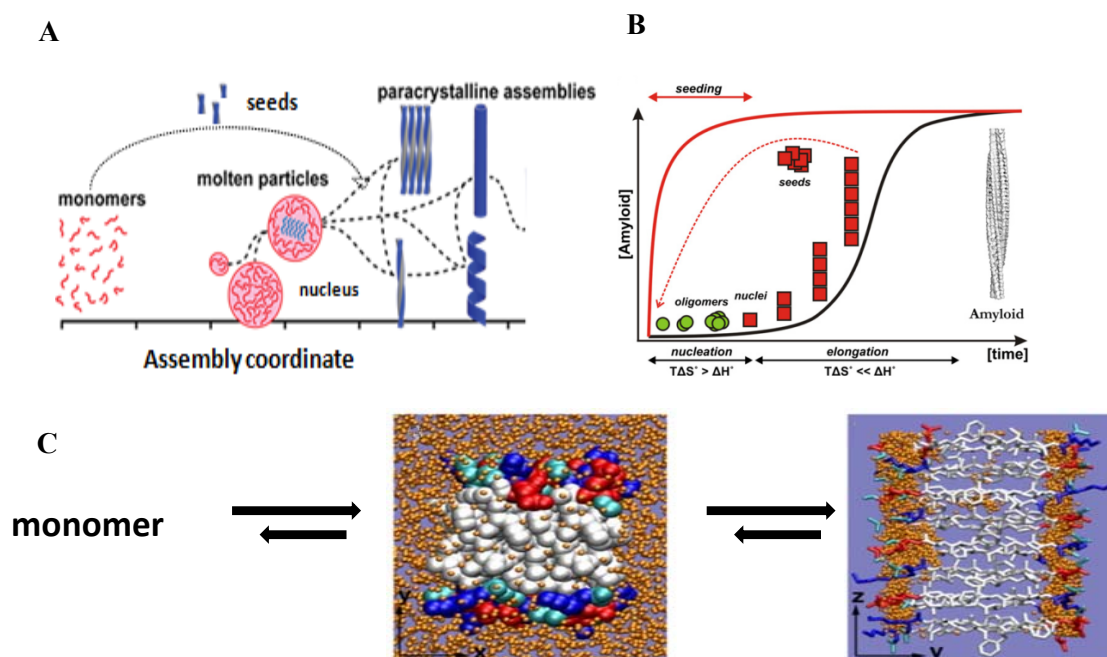 A
seeds
paracrystalline assemblies
monomers
molten particles
nucleus
Assembly coordinate
B
seeding
[Amyloid]
seeds
oligomers
nuclei
Amyloid
[time]
nucleation
elongation
TΔS˚ > ΔH˚
TΔS˚ << ΔH˚
C
monomer
y
x
z
y